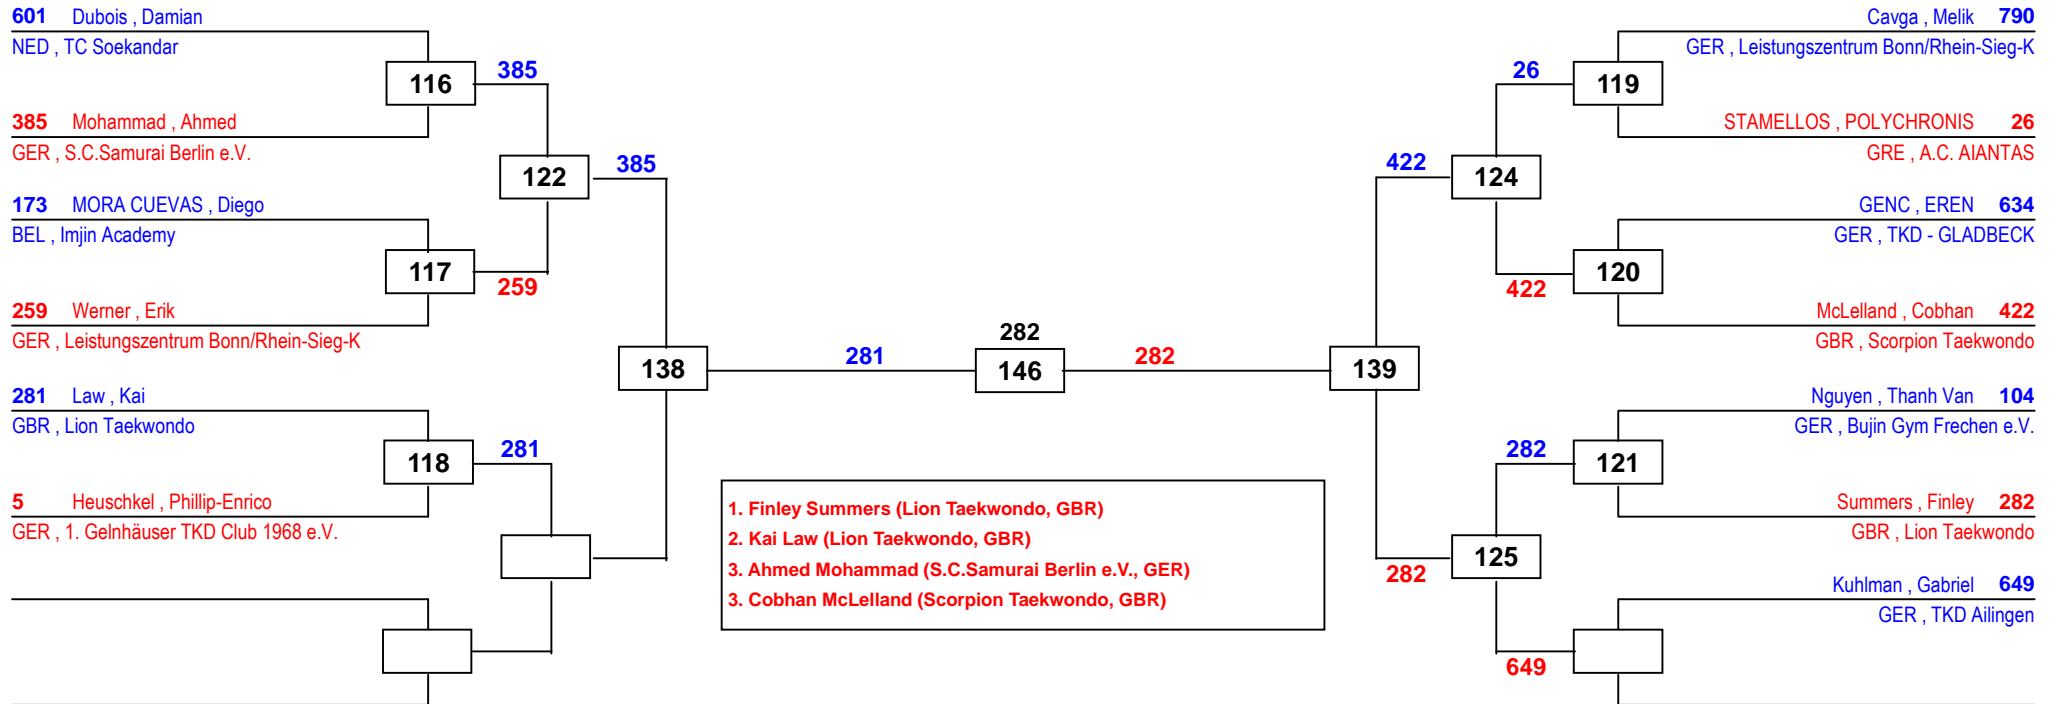 601 Dubois , Damian
NED , TC Soekandar
116
385
385 Mohammad , Ahmed
GER , S.C.Samurai Berlin e.V.
122
385
173 MORA CUEVAS , Diego
BEL , Imjin Academy
117
259
259 Werner , Erik
GER , Leistungszentrum Bonn/Rhein-Sieg-K
138
281
281 Law , Kai
GBR , Lion Taekwondo
118
281
5 Heuschkel , Phillip-Enrico
GER , 1. Gelnhäuser TKD Club 1968 e.V.
282
146
282
139
1. Finley Summers (Lion Taekwondo, GBR)
2. Kai Law (Lion Taekwondo, GBR)
3. Ahmed Mohammad (S.C.Samurai Berlin e.V., GER)
3. Cobhan McLelland (Scorpion Taekwondo, GBR)
Cavga , Melik 790
GER , Leistungszentrum Bonn/Rhein-Sieg-K
26
119
STAMELLOS , POLYCHRONIS 26
GRE , A.C. AIANTAS
422
124
GENC , EREN 634
GER , TKD - GLADBECK
120
422
McLelland , Cobhan 422
GBR , Scorpion Taekwondo
Nguyen , Thanh Van 104
GER , Bujin Gym Frechen e.V.
282
121
Summers , Finley 282
GBR , Lion Taekwondo
125
282
Kuhlman , Gabriel 649
GER , TKD Ailingen
649